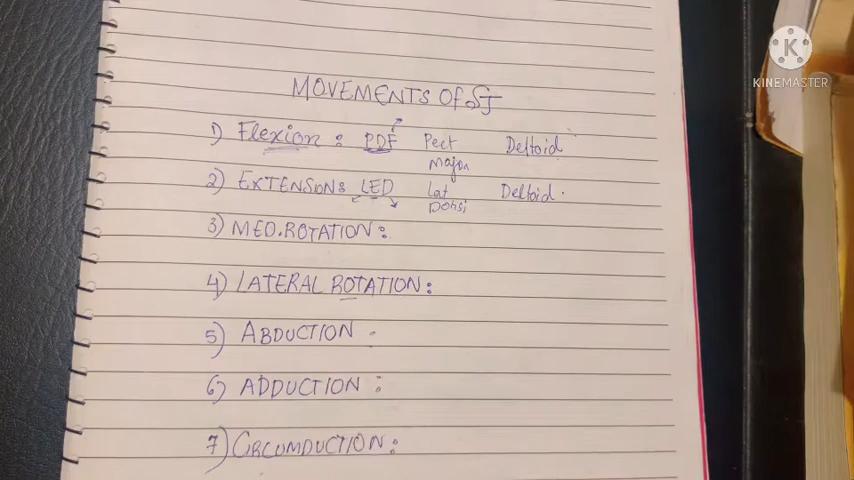 KINEMASTER
MOVEMENTS OF SJ
1) Flexion : PDF Pect Deltoid
Major
2) EXTENSION: LED Lat Deltoid.
Dorsi
3) MED.ROTATION:
4) LATERAL ROTATION:
5) ABDUCTION
6) ADDUCTION :
7) CIRCUMDUCTION: